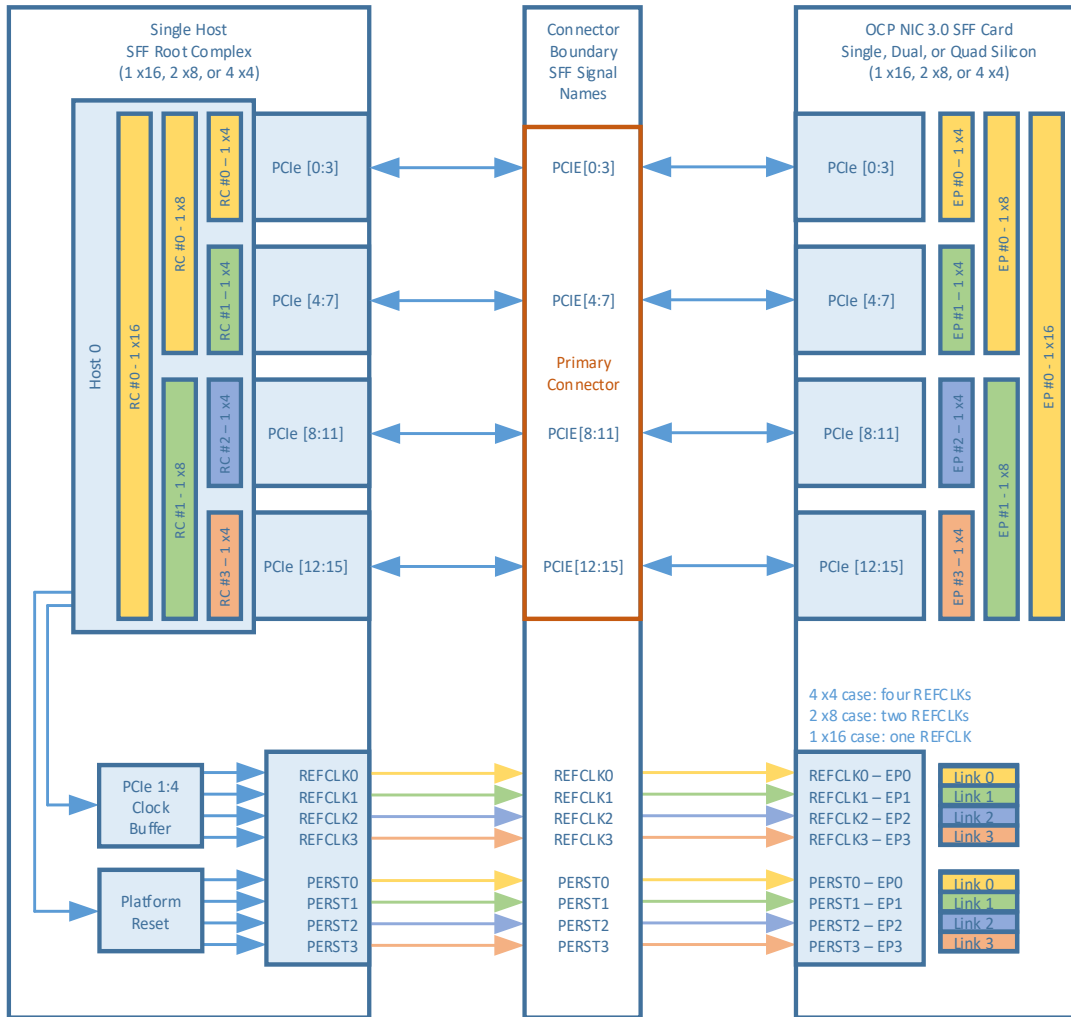 Single Host
SFF Root Complex
(1 x16, 2 x8, or 4 x4)
Host 0
RC #0 - 1 x16
RC #0 - 1 x8
RC #1 - 1 x8
RC #0 – 1 x4
RC #1 – 1 x4
RC #2 – 1 x4
RC #3 – 1 x4
PCIe [0:3]
PCIe [4:7]
PCIe [8:11]
PCIe [12:15]
PCIe 1:4
Clock
Buffer
Platform
Reset
REFCLK0
REFCLK1
REFCLK2
REFCLK3
PERST0
PERST1
PERST2
PERST3
Connector
Boundary
SFF Signal
Names
PCIE[0:3]
PCIE[4:7]
Primary
Connector
PCIE[8:11]
PCIE[12:15]
REFCLK0
REFCLK1
REFCLK2
REFCLK3
PERST0
PERST1
PERST2
PERST3
OCP NIC 3.0 SFF Card
Single, Dual, or Quad Silicon
(1 x16, 2 x8, or 4 x4)
PCIe [0:3]
PCIe [4:7]
PCIe [8:11]
PCIe [12:15]
EP #0 – 1 x4
EP #1 – 1 x4
EP #2 – 1 x4
EP #3 – 1 x4
EP #0 - 1 x8
EP #1 - 1 x8
EP #0 - 1 x16
4 x4 case: four REFCLKs
2 x8 case: two REFCLKs
1 x16 case: one REFCLK
REFCLK0 – EP0
REFCLK1 – EP1
REFCLK2 – EP2
REFCLK3 – EP3
Link 0
Link 1
Link 2
Link 3
PERST0 – EP0
PERST1 – EP1
PERST2 – EP2
PERST3 – EP3
Link 0
Link 1
Link 2
Link 3